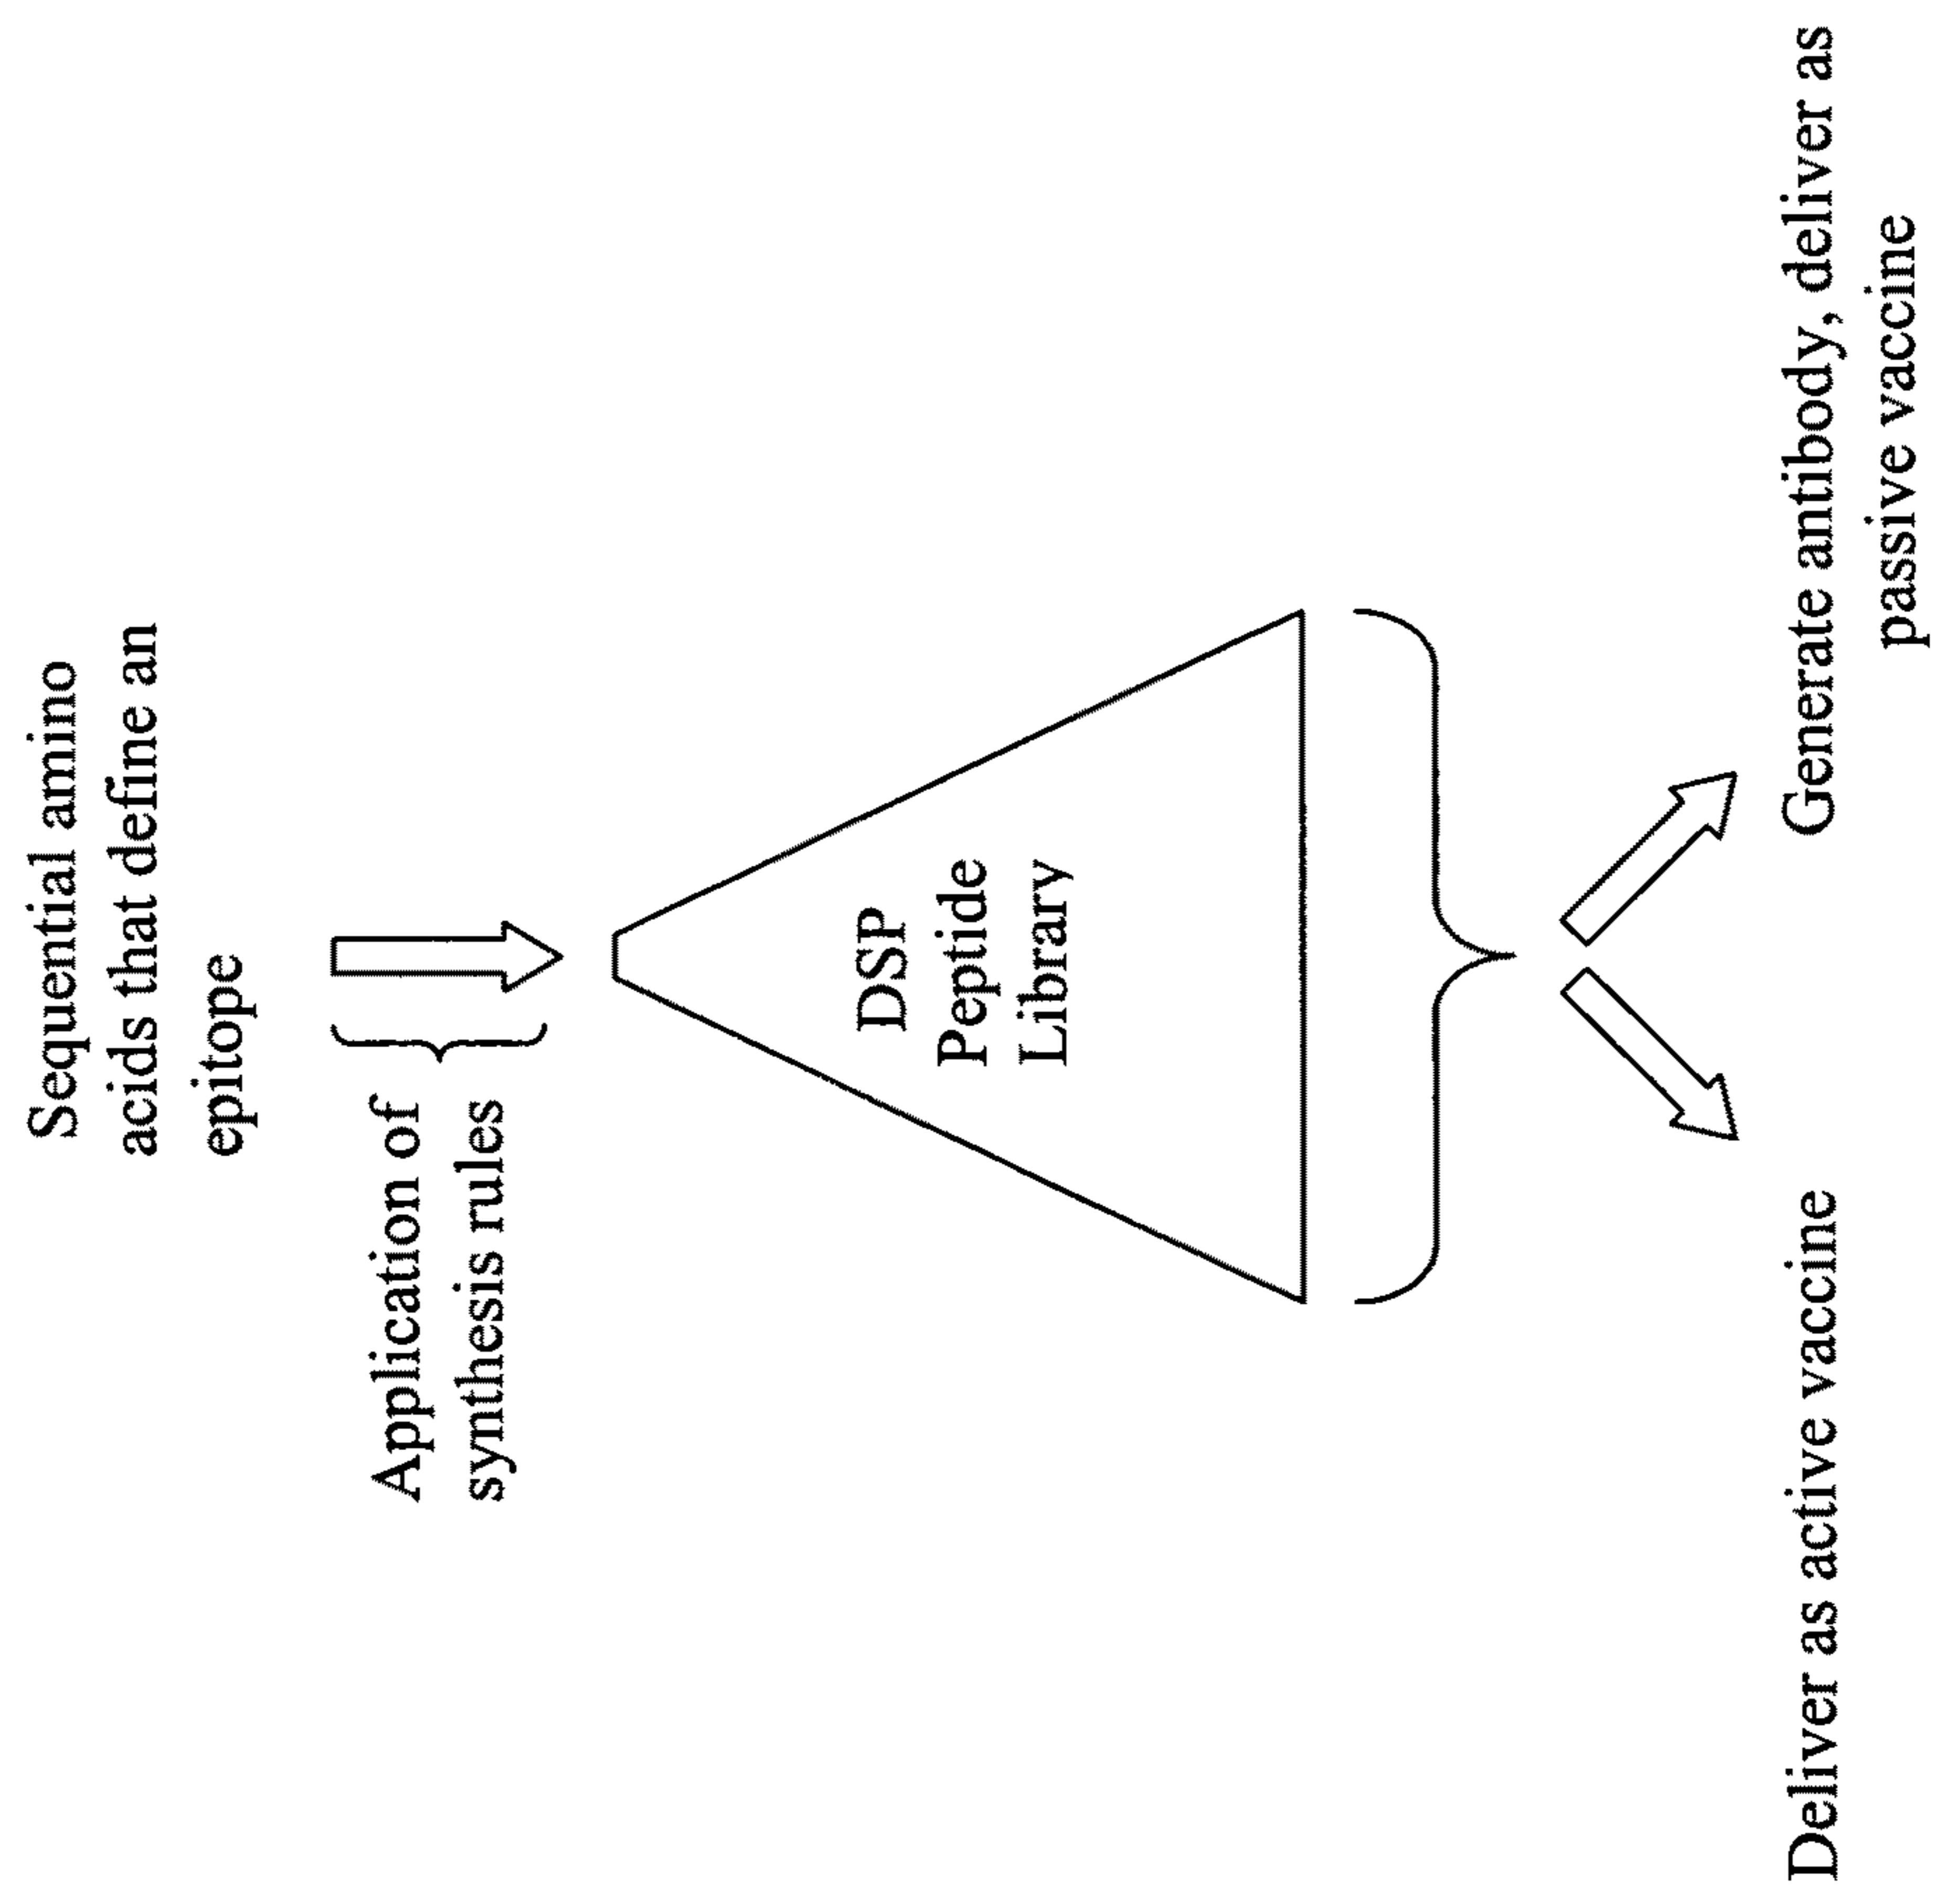 Sequential amino
acids that define an
epitope
Application of
synthesis rules
DSP
Peptide
Library
Deliver as active vaccine
Generate antibody, deliver as
passive vaccine